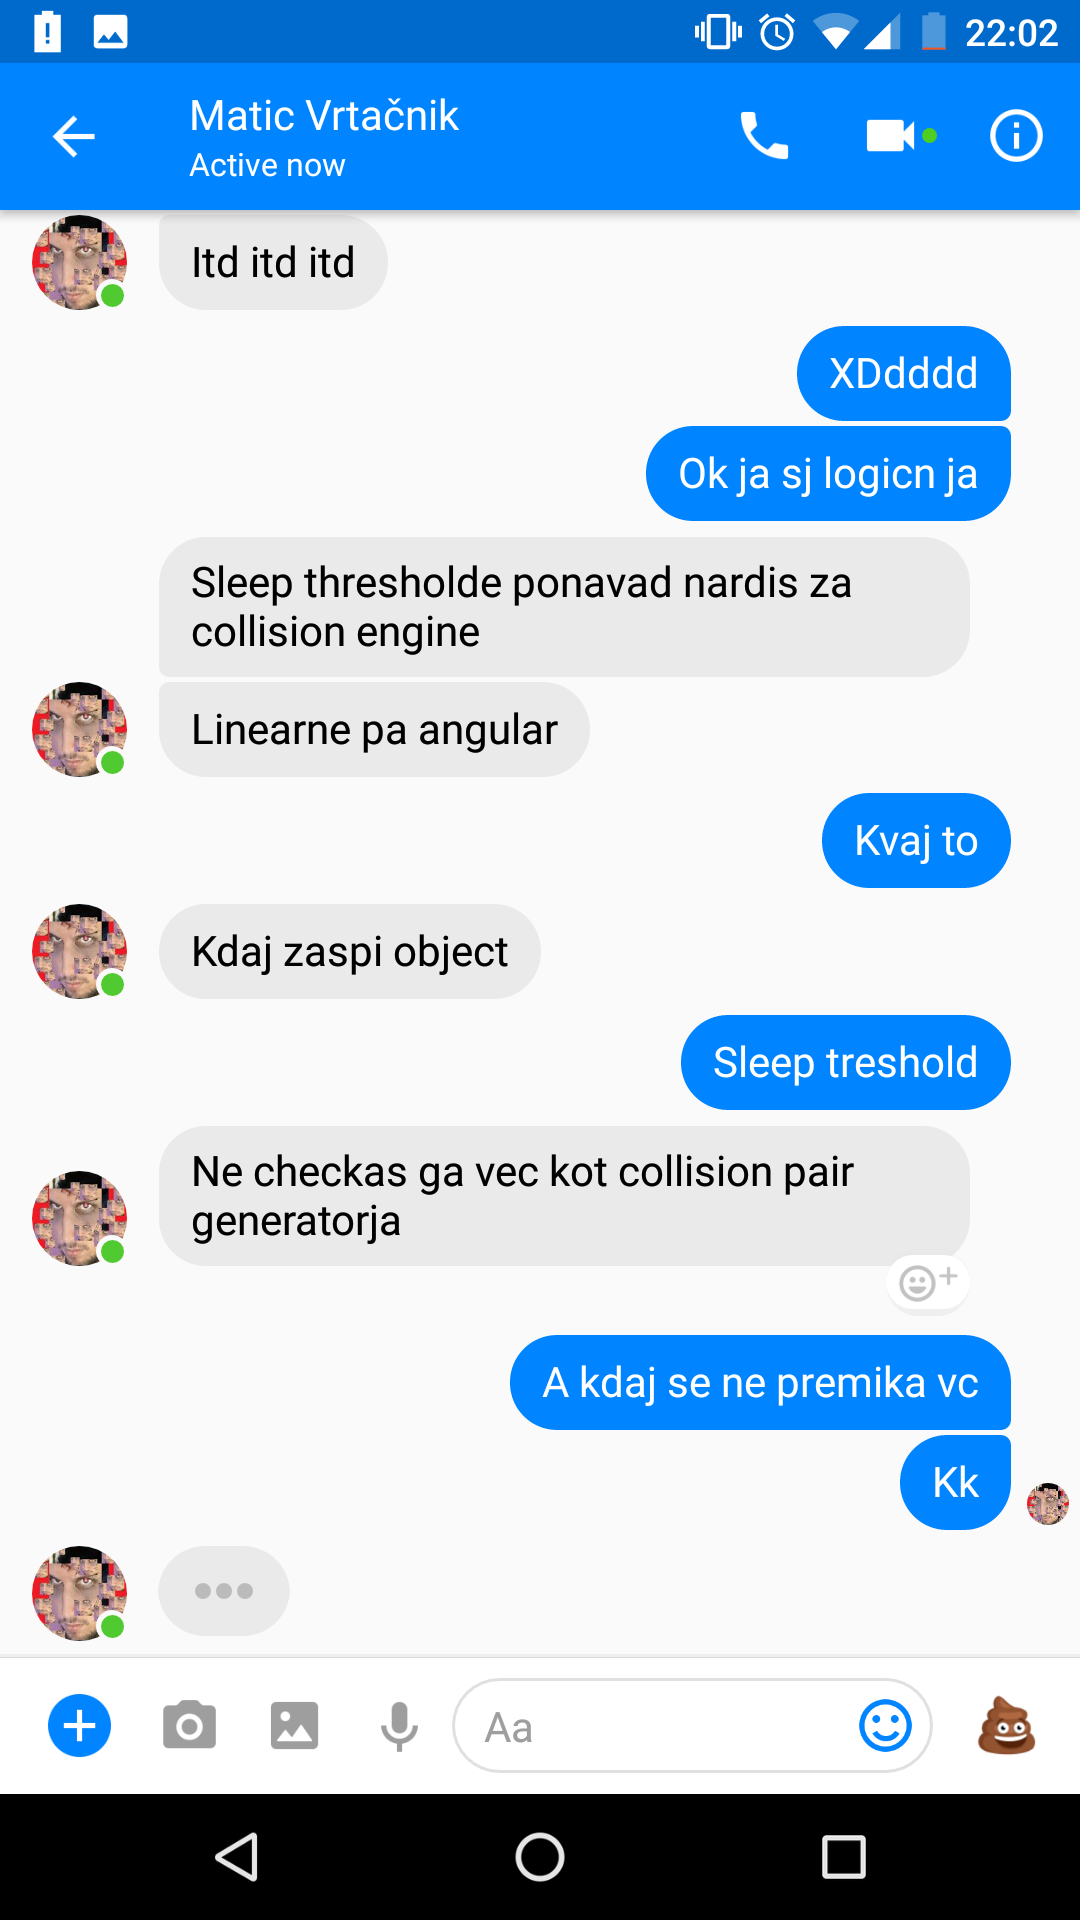 22:02
Matic Vrtačnik
Active now
Itd itd itd
XDdddd
Ok ja sj logicn ja
Sleep thresholde ponavad nardis za
collision engine
Linearne pa angular
Kvaj to
Kdaj zaspi object
Sleep treshold
Ne checkas ga vec kot collision pair
generatorja
A kdaj se ne premika vc
Kk
Aa